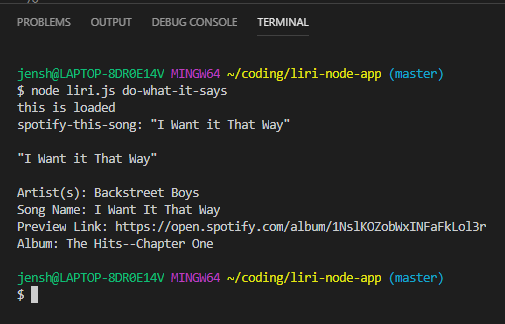 PROBLEMS OUTPUT DEBUG CONSOLE TERMINAL
jensh@LAPTOP-8DR0E14V MINGW64 ~/coding/liri-node-app (master)
$ node liri.js do-what-it-says
this is loaded
spotify-this-song: "I Want it That Way"
"I Want it That Way"
Artist(s): Backstreet Boys
Song Name: I Want It That Way
Preview Link: https://open.spotify.com/album/1NslKOZobWxINFaFkLol3r
Album: The Hits--Chapter One
jensh@LAPTOP-8DR0E14V MINGW64 ~/coding/liri-node-app (master)
$